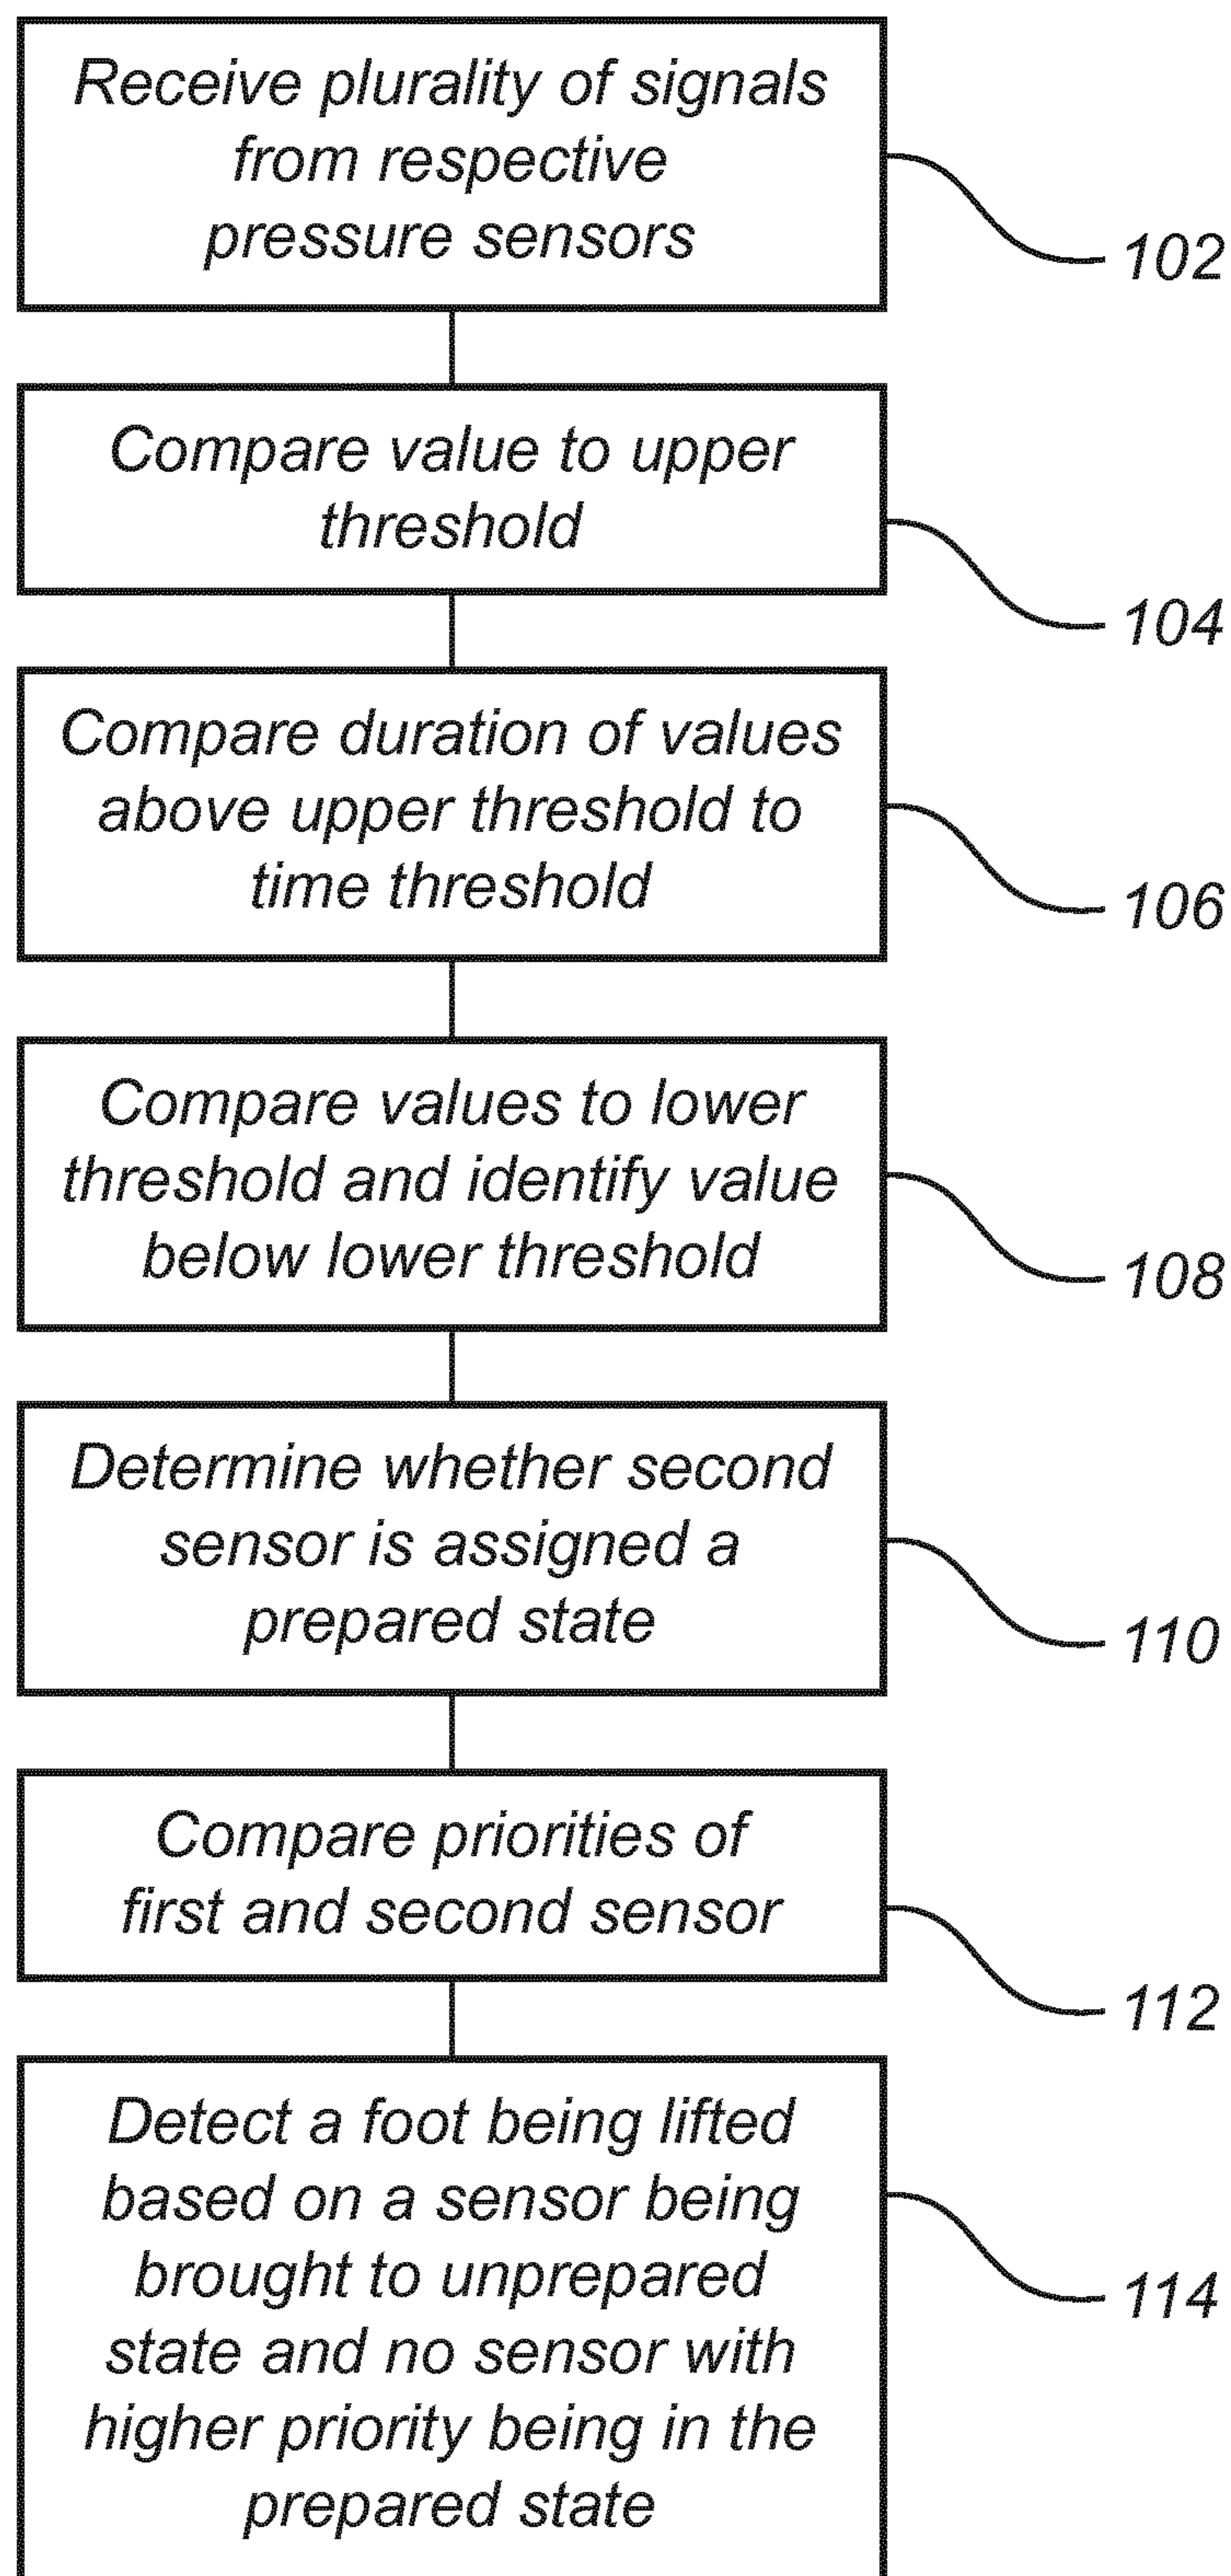 Receive plurality of signals
from respective
pressure sensors
102
Compare value to upper
threshold
104
Compare duration of values
above upper threshold to
time threshold
106
Compare values to lower
threshold and identify value
below lower threshold
108
Determine whether second
sensor is assigned a
prepared state
110
Compare priorities of
first and second sensor
112
Detect a foot being lifted
based on a sensor being
brought to unprepared
state and no sensor with
higher priority being in the
prepared state
114